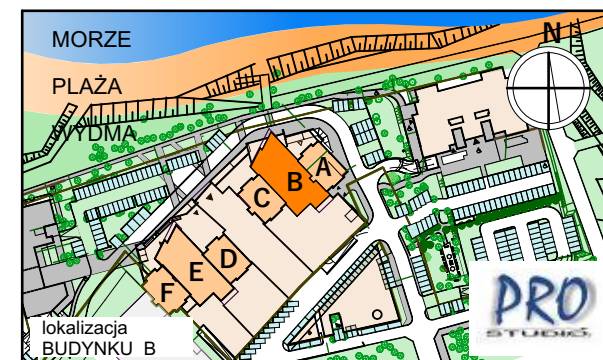 MORZE
N
PLAŻA
WYDMA
A
B
C
D
E
F
lokalizacja
BUDYNKU B
PRO
STUDIO